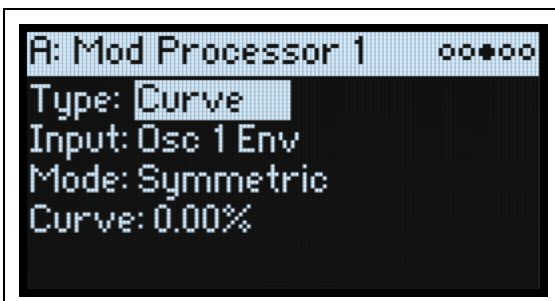 A: Mod Processor 1
Type: Curve
Input: Osc 1 Env
Mode: Symmetric
Curve: 0.00%